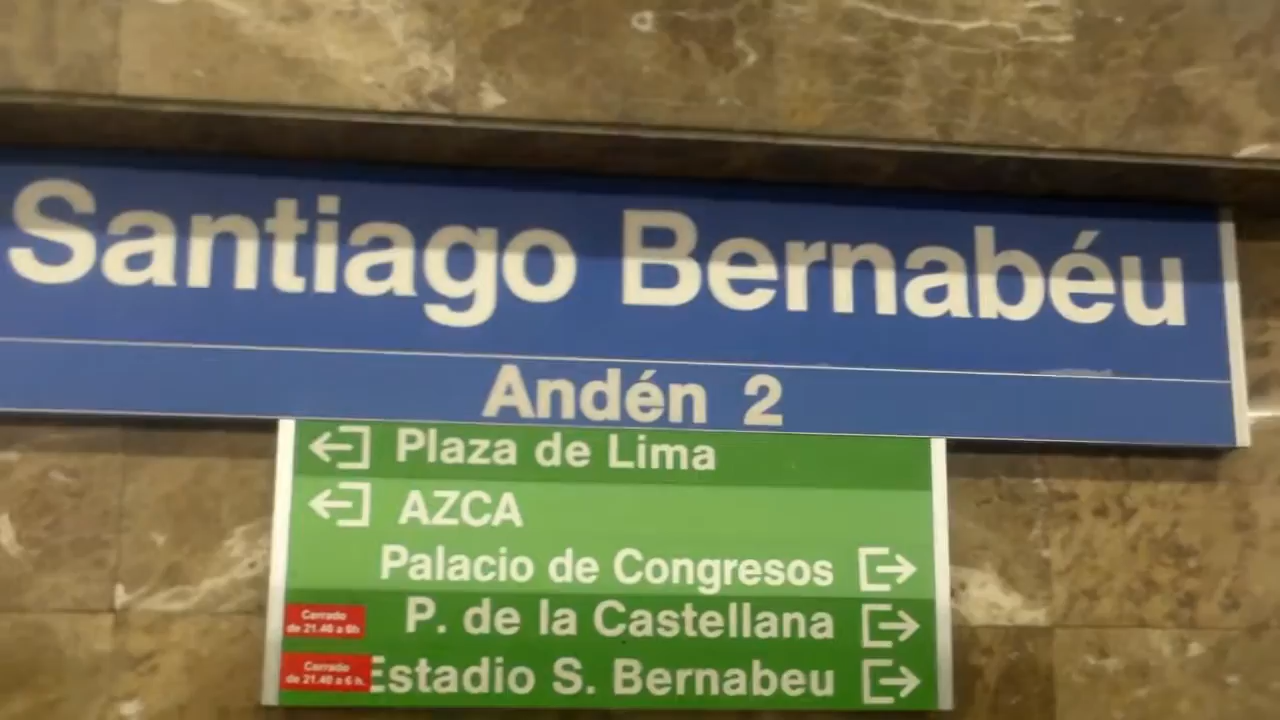 Santiago Bernabéu
Andén 2
Plaza de Lima
AZCA
Palacio de Congresos
Cerrado
de 21.40 a 6h
P. de la Castellana
Cerrado
de 21.40 a 6 h.
Estadio S. Bernabeu